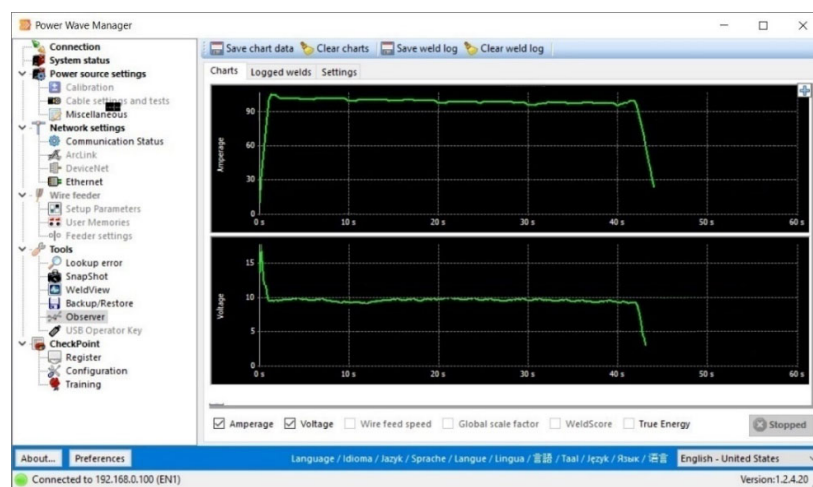 Power Wave Manager
Connection
System status
Power source settings
Calibration
Cable settings and tests
Miscellaneous
Network settings
Communication Status
ArcLink
DeviceNet
Ethernet
Wire feeder
Setup Parameters
User Memories
Feeder settings
Tools
Lookup error
SnapShot
WeldView
Backup/Restore
Observer
USB Operator Key
CheckPoint
Register
Configuration
Training
Save chart data Clear charts Save weld log Clear weld log
Charts Logged welds Settings
Amperage
90
60
30
0
0 s 10 s 20 s 30 s 40 s 50 s 60 s
Voltage
15
10
5
0
0 s 10 s 20 s 30 s 40 s 50 s 60 s
Amperage Voltage Wire feed speed Global scale factor WeldScore True Energy Stopped
About... Preferences Language / Idioma / Jazyk / Sprache / Langue / Lingua / 言語 / Taal / Język / Язык / 语言 English - United States
Connected to 192.168.0.100 (EN1) Version:1.2.4.20